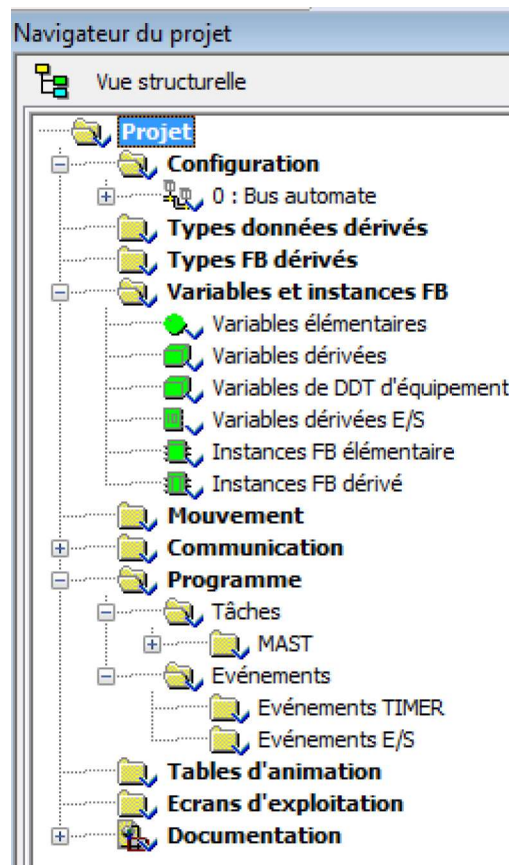 Navigateur du projet
Vue structurelle
Projet
Configuration
0 : Bus automate
Types données dérivés
Types FB dérivés
Variables et instances FB
Variables élémentaires
Variables dérivées
Variables de DDT d'équipement
Variables dérivées E/S
Instances FB élémentaire
Instances FB dérivé
Mouvement
Communication
Programme
Tâches
MAST
Evénements
Evénements TIMER
Evénements E/S
Tables d'animation
Ecrans d'exploitation
Documentation